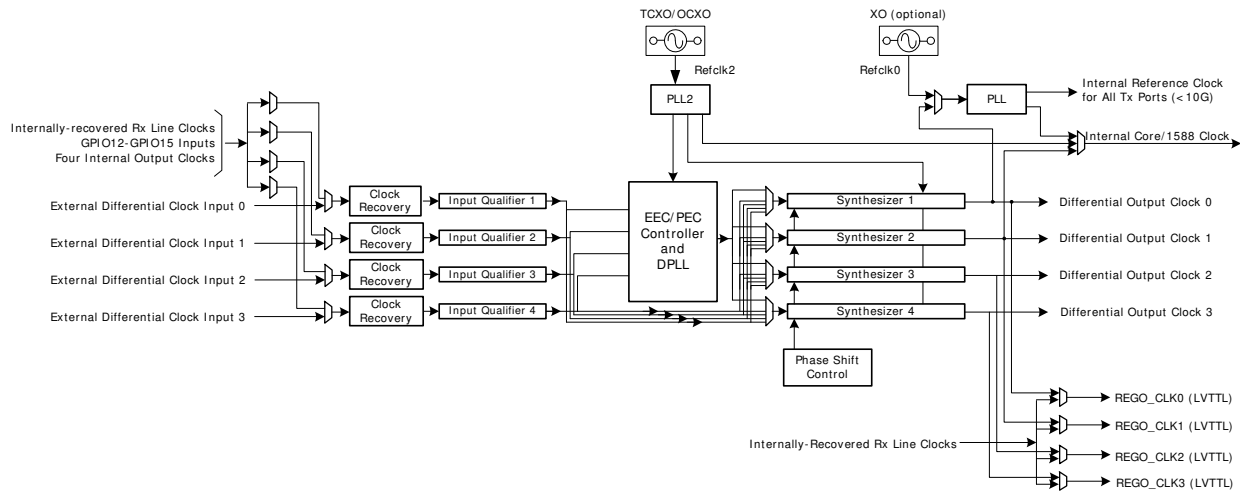 TCXO/OCXO
XO (optional)
Refclk2
Refclk0
PLL2
PLL
Internal Reference Clock
for All Tx Ports (< 10G)
Internal Core/1588 Clock
Internally-recovered Rx Line Clocks
GPIO12-GPIO15 Inputs
Four Internal Output Clocks
External Differential Clock Input 0
External Differential Clock Input 1
External Differential Clock Input 2
External Differential Clock Input 3
Clock
Recovery
Clock
Recovery
Clock
Recovery
Clock
Recovery
Input Qualifier 1
Input Qualifier 2
Input Qualifier 3
Input Qualifier 4
EEC/PEC
Controller
and
DPLL
Synthesizer 1
Synthesizer 2
Synthesizer 3
Synthesizer 4
Phase Shift
Control
Differential Output Clock 0
Differential Output Clock 1
Differential Output Clock 2
Differential Output Clock 3
Internally-Recovered Rx Line Clocks
REGO_CLK0 (LVTTL)
REGO_CLK1 (LVTTL)
REGO_CLK2 (LVTTL)
REGO_CLK3 (LVTTL)